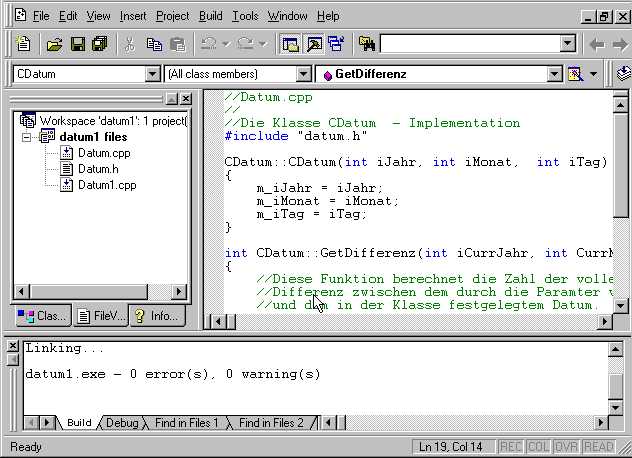 File Edit View Insert Project Build Tools Window Help
CDatum (All class members) GetDifferenz
Workspace 'datum1': 1 project(
datum1 files
Datum.cpp
Datum.h
Datum1.cpp
Clas... FileV... Info...
//Datum.cpp
//
//Die Klasse CDatum - Implementation
#include "datum.h"
CDatum::CDatum(int iJahr, int iMonat, int iTag)
{
m_iJahr = iJahr;
m_iMonat = iMonat;
m_iTag = iTag;
}
int CDatum::GetDifferenz(int iCurrJahr, int CurrM
{
//Diese Funktion berechnet die Zahl der volle
//Differenz zwischen dem durch die Paramter v
//und dem in der Klasse festgelegtem Datum.
Linking...
datum1.exe - 0 error(s), 0 warning(s)
Build Debug Find in Files 1 Find in Files 2
Ready Ln 19, Col 14 REC COL OVR READ